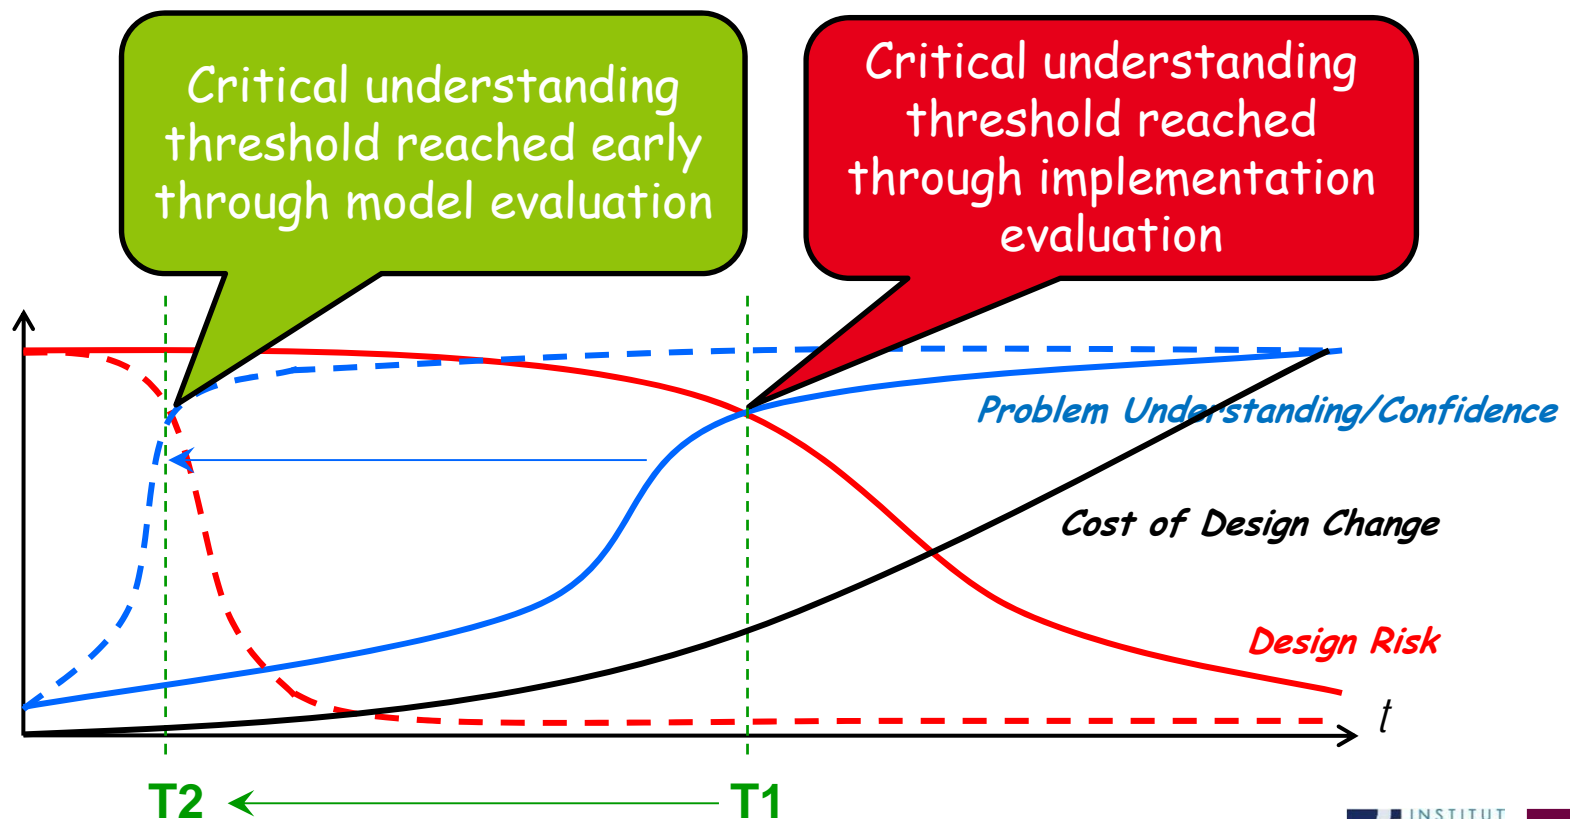 Critical understanding
threshold reached early
through model evaluation
Critical understanding
threshold reached
through implementation
evaluation
Problem Understanding/Confidence
Cost of Design Change
Design Risk
t
T2
T1
INSTITUT